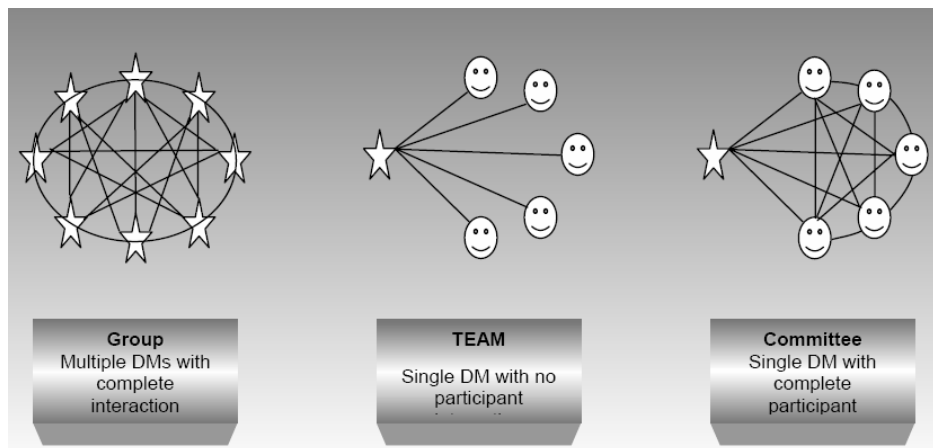 Group
Multiple DMs with
complete
interaction
TEAM
Single DM with no
participant
Committee
Single DM with
complete
participant